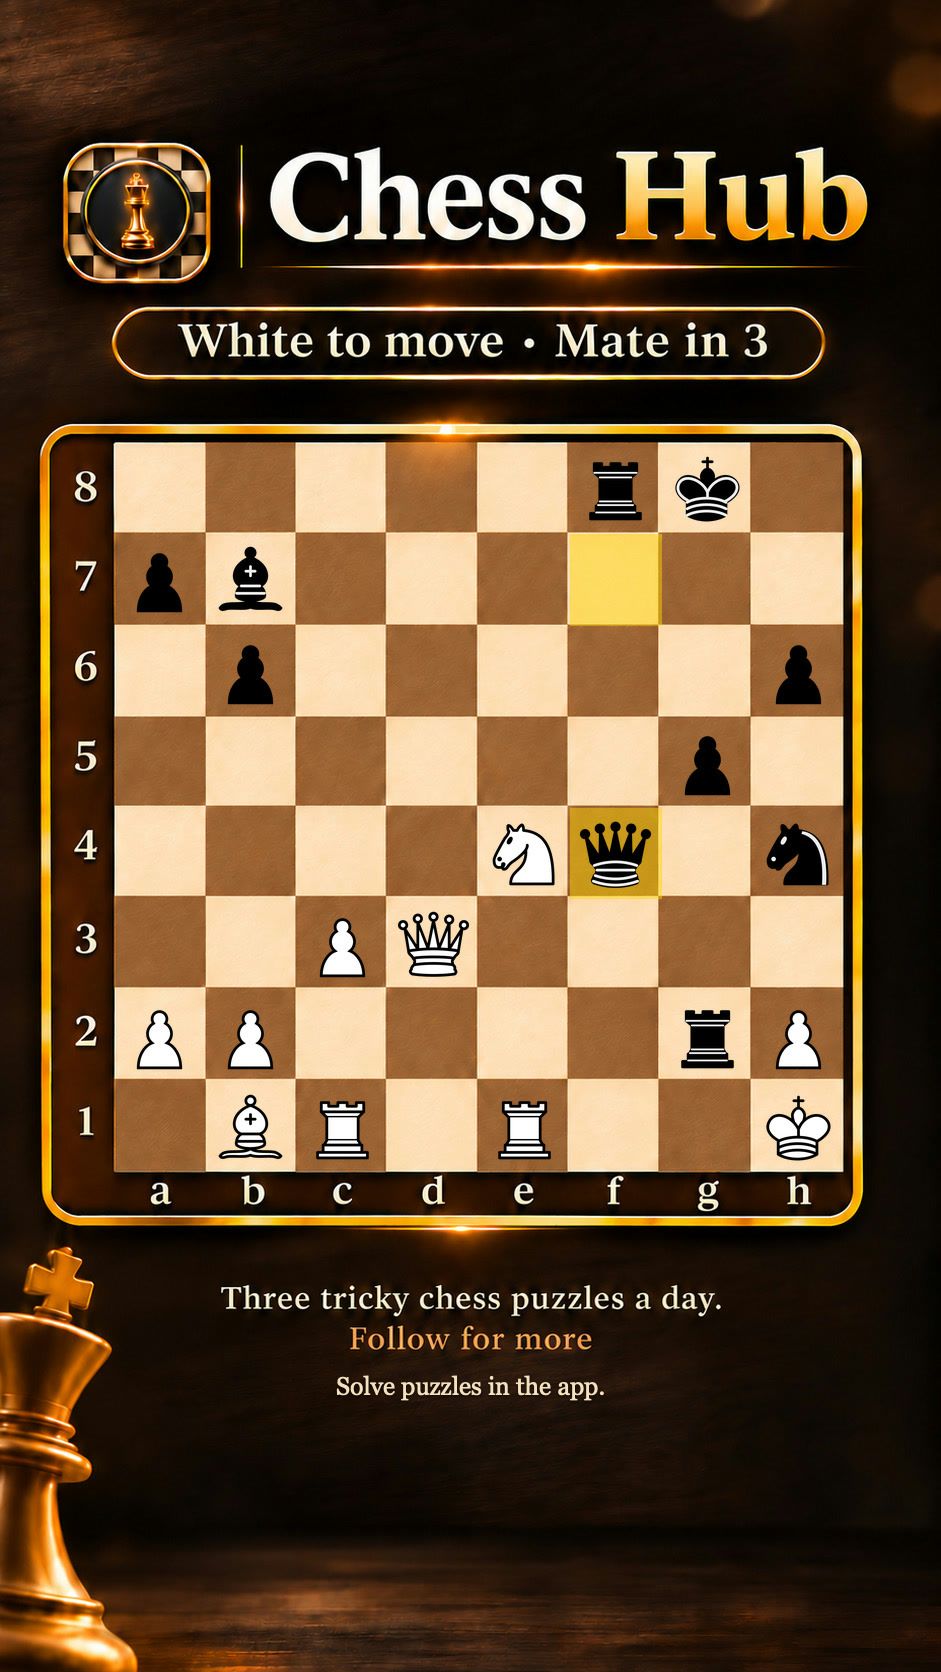 Chess Hub
White to move • Mate in 3
8
7
6
5
4
3
2
1
a b c d e f g h
Three tricky chess puzzles a day.
Follow for more
Solve puzzles in the app.